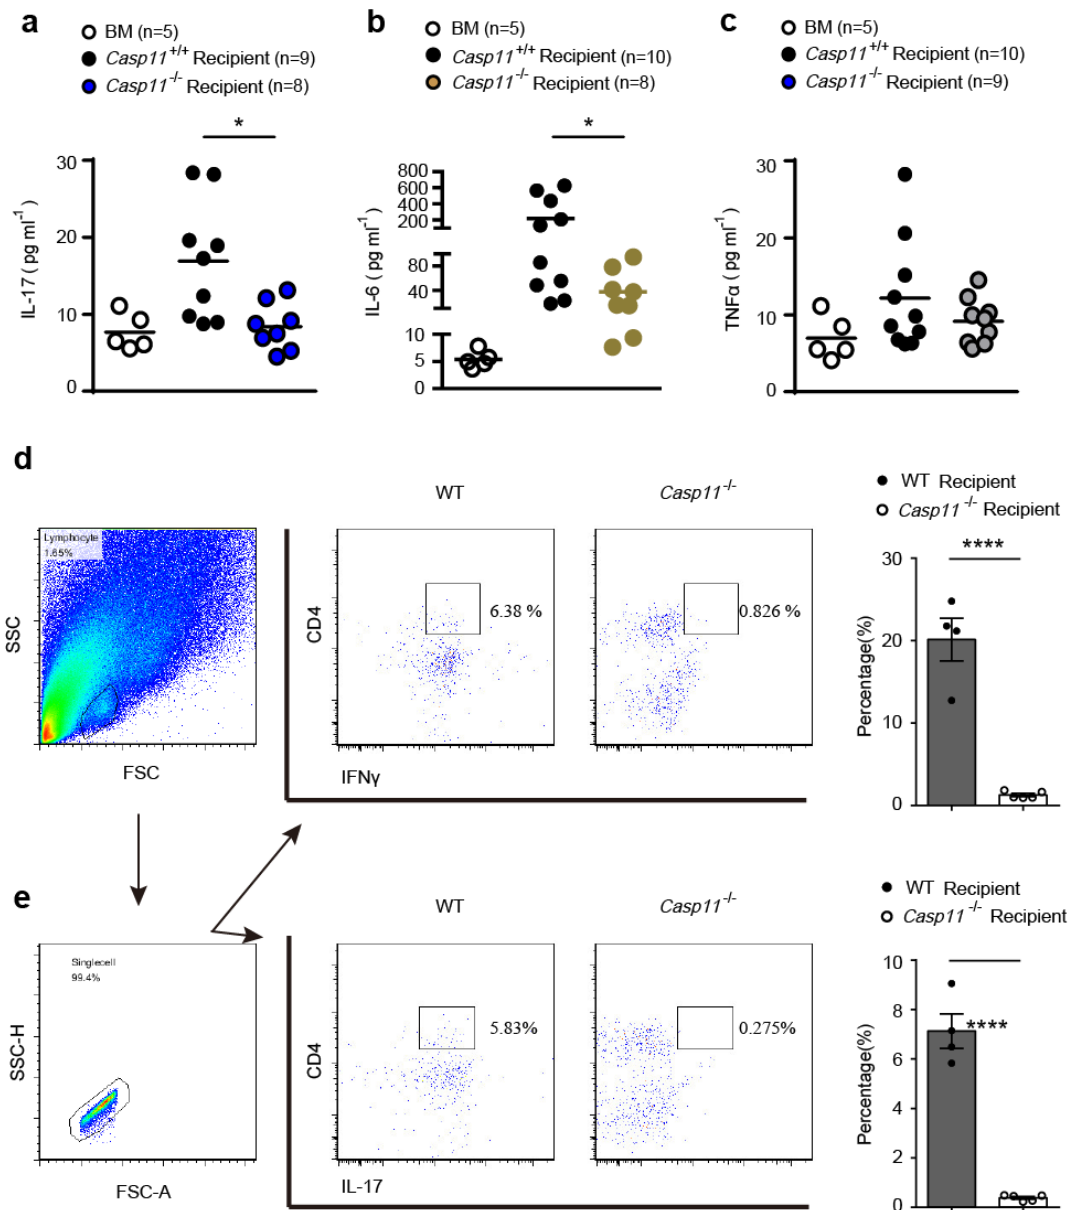 a
BM (n=5)
Casp11 +/+ Recipient (n=9)
Casp11 -/- Recipient (n=8)
*
IL-17 ( pg ml-1 )
30
20
10
0
b
BM (n=5)
Casp11 +/+ Recipient (n=10)
Casp11 -/- Recipient (n=8)
*
IL-6 ( pg ml-1 )
800
600
400
200
80
40
10
5
0
c
BM (n=5)
Casp11 +/+ Recipient (n=10)
Casp11 -/- Recipient (n=9)
TNFα ( pg ml-1 )
30
20
10
0
d
Lymphocyte
1.65%
SSC
FSC
WT
Casp11-/-
CD4
6.38 %
0.826 %
IFNγ
WT Recipient
Casp11 -/- Recipient
****
Percentage(%)
30
20
10
0
e
Singlecell
99.4%
SSC-H
FSC-A
WT
Casp11-/-
CD4
5.83%
0.275%
IL-17
WT Recipient
Casp11 -/- Recipient
****
Percentage(%)
10
8
6
4
2
0